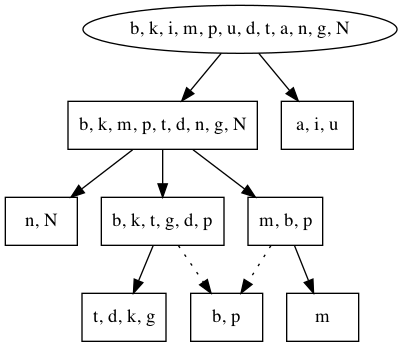 b, k, i, m, p, u, d, t, a, n, g, N
b, k, m, p, t, d, n, g, N
a, i, u
n, N
b, k, t, g, d, p
m, b, p
t, d, k, g
b, p
m